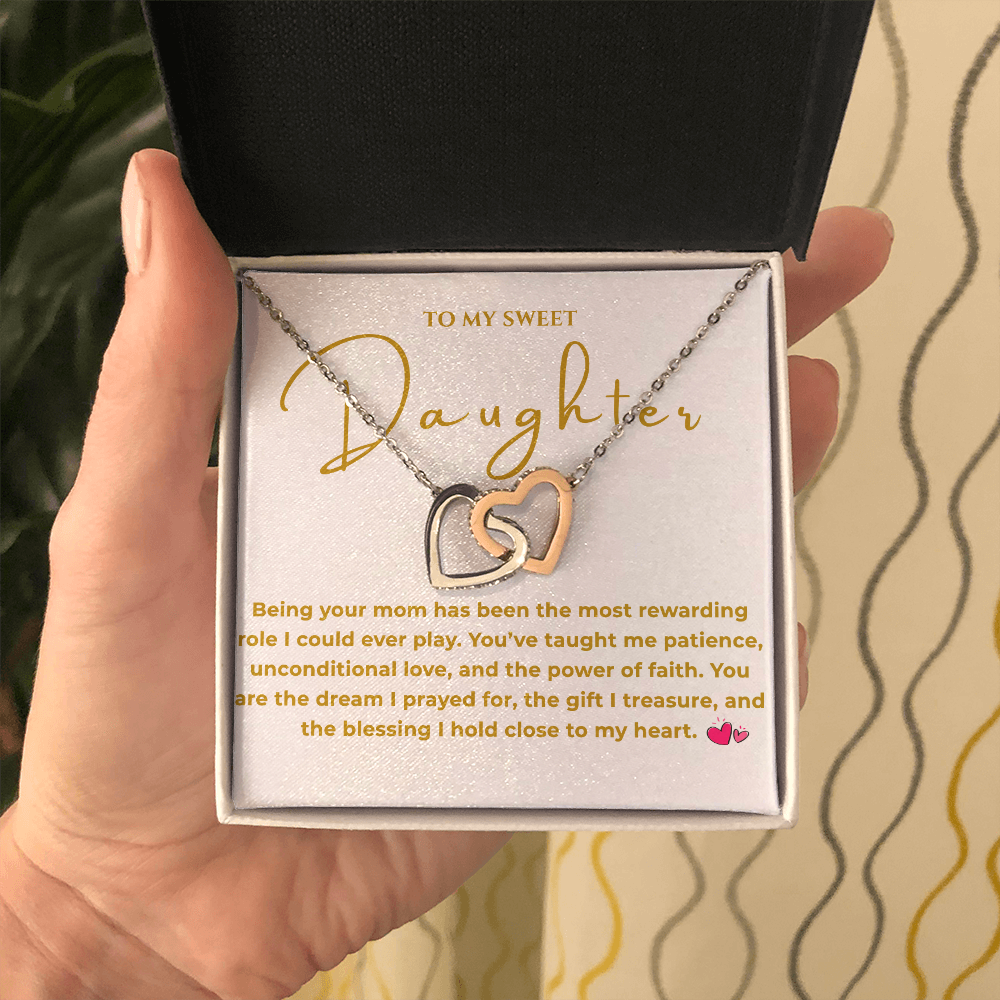 TO MY SWEET
Daughter
Being your mom has been the most rewarding
role I could ever play. You’ve taught me patience,
unconditional love, and the power of faith. You
are the dream I prayed for, the gift I treasure, and
the blessing I hold close to my heart.